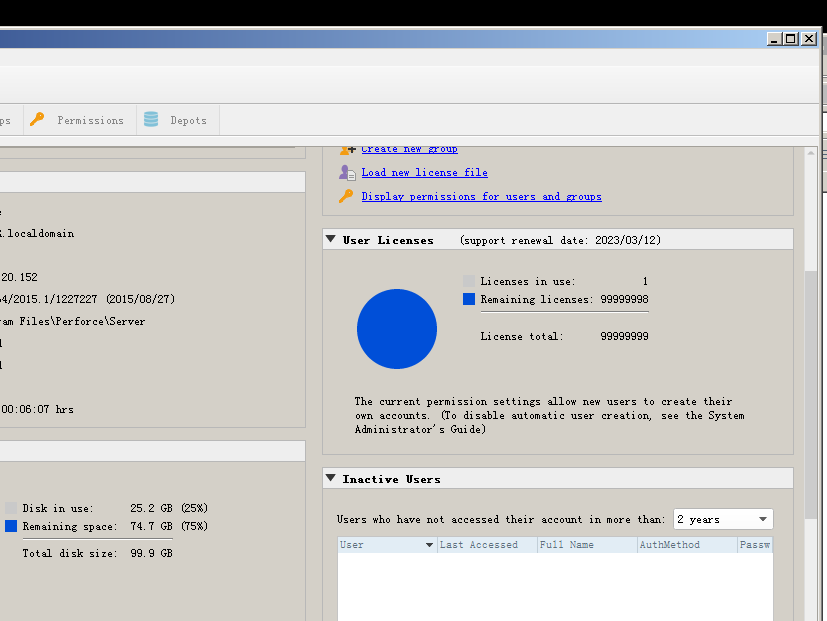 ps
Permissions
Depots
Create new group
Load new license file
Display permissions for users and groups
.localdomain
20.152
4/2015.1/1227227 (2015/08/27)
am Files\Perforce\Server
00:06:07 hrs
User Licenses (support renewal date: 2023/03/12)
Licenses in use: 1
Remaining licenses: 99999998
License total: 99999999
The current permission settings allow new users to create their
own accounts. (To disable automatic user creation, see the System
Administrator's Guide)
Disk in use: 25.2 GB (25%)
Remaining space: 74.7 GB (75%)
Total disk size: 99.9 GB
Inactive Users
Users who have not accessed their account in more than: 2 years
User Last Accessed Full Name AuthMethod Passw